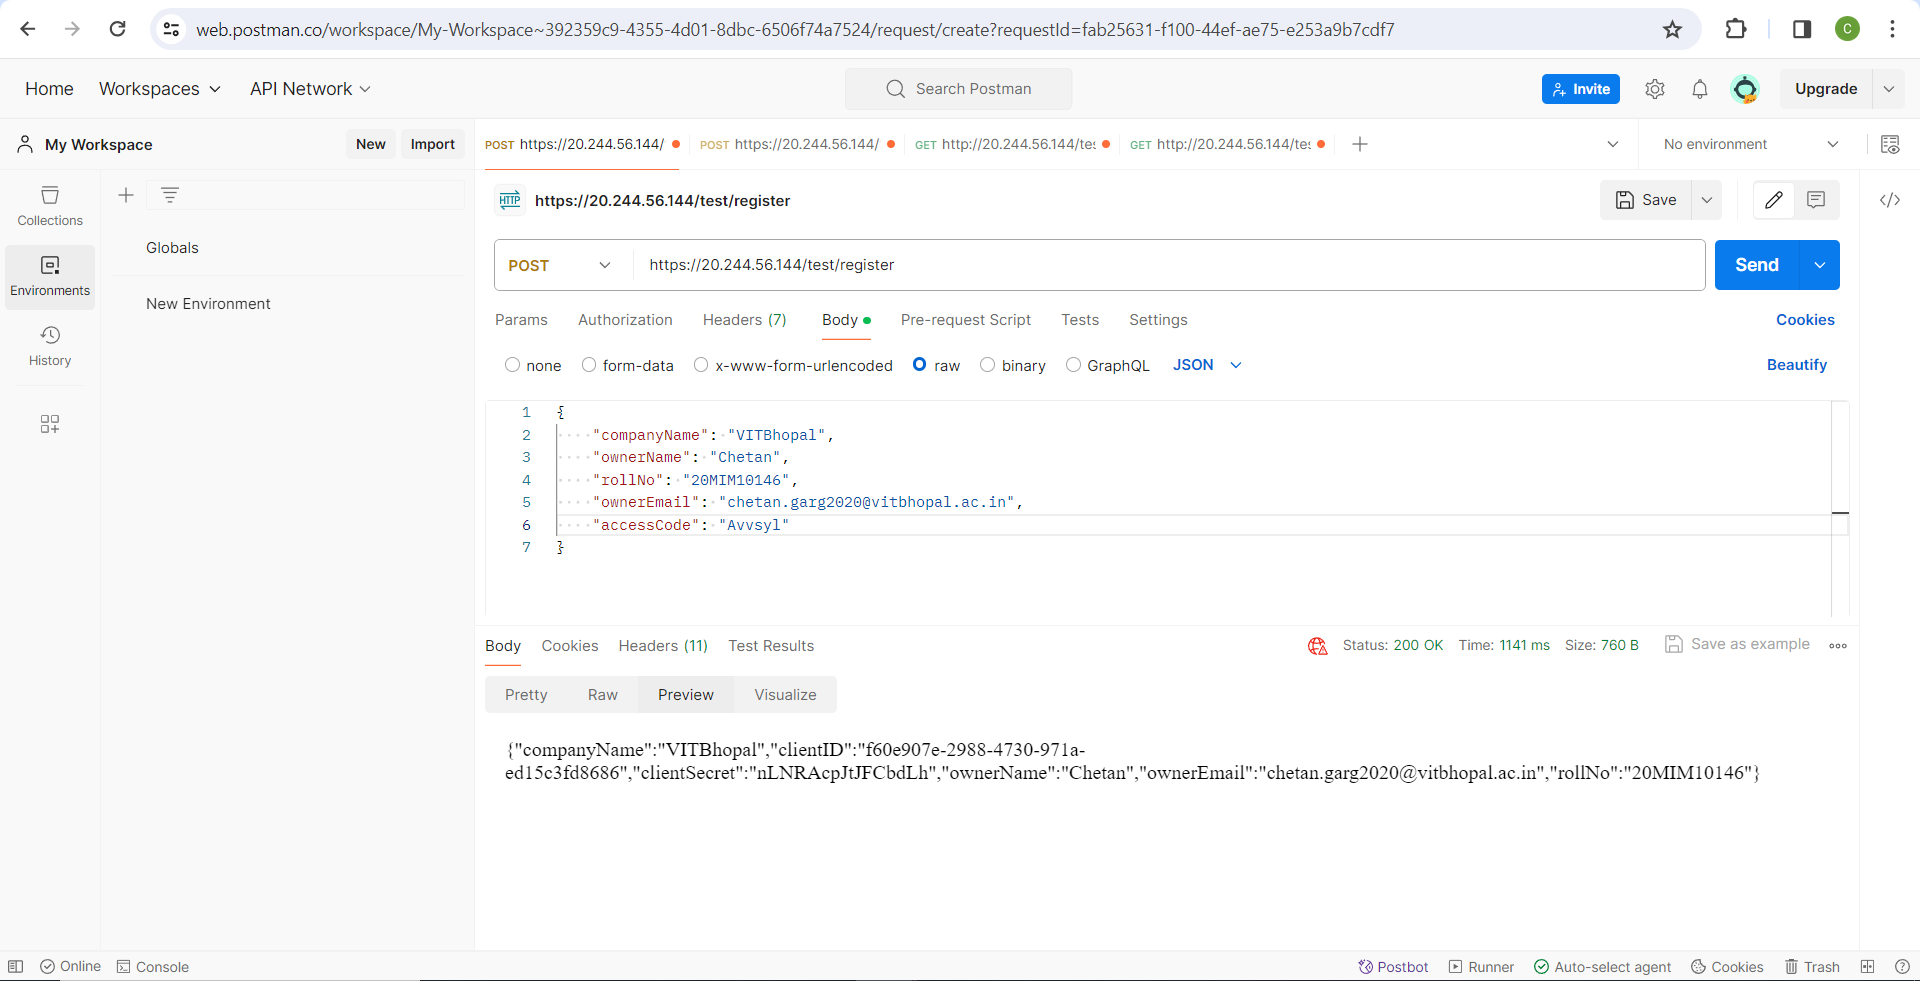 web.postman.co/workspace/My-Workspace~392359c9-4355-4d01-8dbc-6506f74a7524/request/create?requestId=fab25631-f100-44ef-ae75-e253a9b7cdf7
C
Home Workspaces API Network Search Postman Invite Upgrade
My Workspace New Import POST https://20.244.56.144/ POST https://20.244.56.144/ GET http://20.244.56.144/tes GET http://20.244.56.144/tes No environment
Collections
Environments
History
Globals
New Environment
HTTP https://20.244.56.144/test/register Save
POST https://20.244.56.144/test/register Send
Params Authorization Headers (7) Body Pre-request Script Tests Settings Cookies
none form-data x-www-form-urlencoded raw binary GraphQL JSON Beautify
1 {
2 "companyName": "VITBhopal",
3 "ownerName": "Chetan",
4 "rollNo": "20MIM10146",
5 "ownerEmail": "chetan.garg2020@vitbhopal.ac.in",
6 "accessCode": "Avvsyl"
7 }
Body Cookies Headers (11) Test Results Status: 200 OK Time: 1141 ms Size: 760 B Save as example
Pretty Raw Preview Visualize
{"companyName":"VITBhopal","clientID":"f60e907e-2988-4730-971a-
ed15c3fd8686","clientSecret":"nLNRAcpJtJFCbdLh","ownerName":"Chetan","ownerEmail":"chetan.garg2020@vitbhopal.ac.in","rollNo":"20MIM10146"}
Online Console Postbot Runner Auto-select agent Cookies Trash